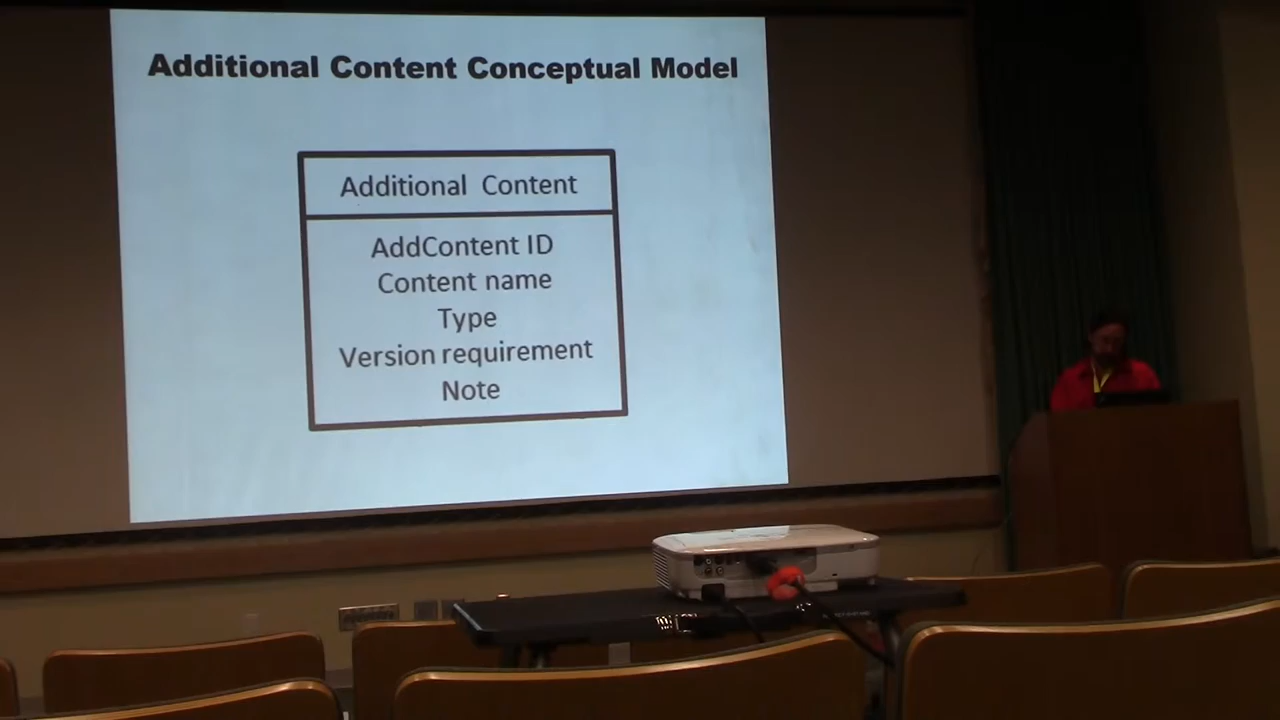 Additional Content Conceptual Model
Additional Content
AddContent ID
Content name
Type
Version requirement
Note